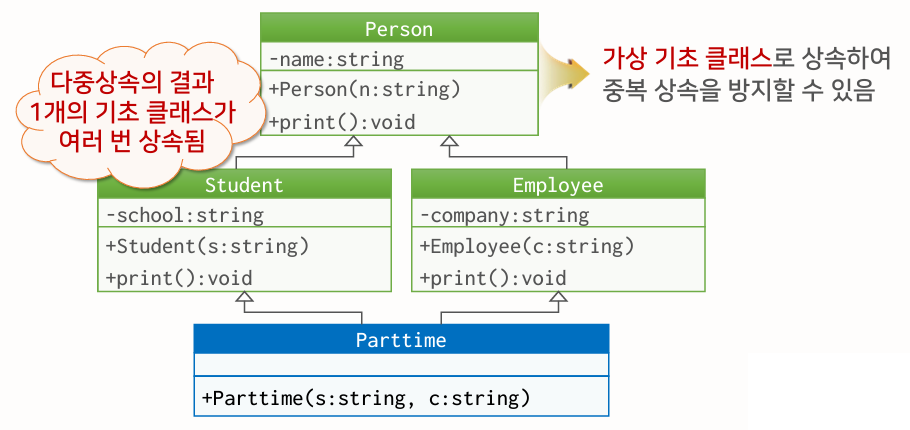 Person
-name:string
+Person(n:string)
+print():void
다중상속의 결과
1개의 기초 클래스가
여러 번 상속됨
가상 기초 클래스로 상속하여
중복 상속을 방지할 수 있음
Student
-school:string
+Student(s:string)
+print():void
Employee
-company:string
+Employee(c:string)
+print():void
Parttime
+Parttime(s:string, c:string)